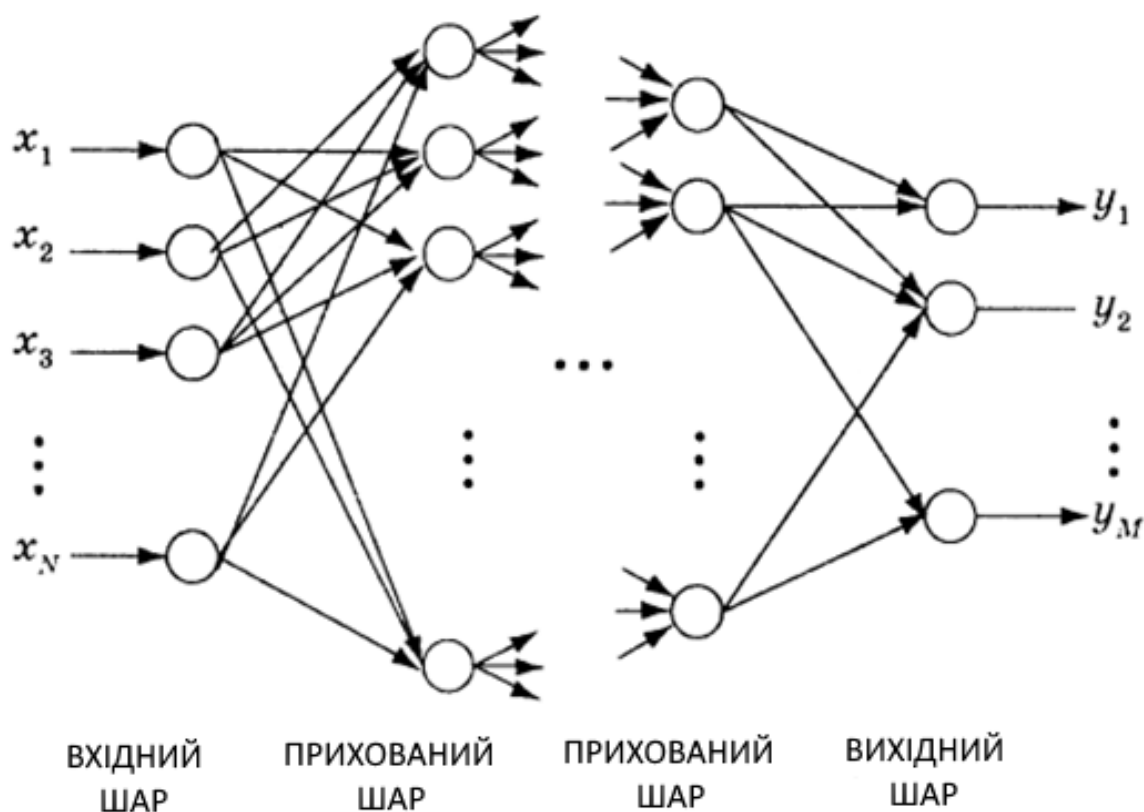 x1
x2
x3
xN
y1
y2
yM
ВХІДНИЙ ШАР
ПРИХОВАНИЙ ШАР
ПРИХОВАНИЙ ШАР
ВИХІДНИЙ ШАР